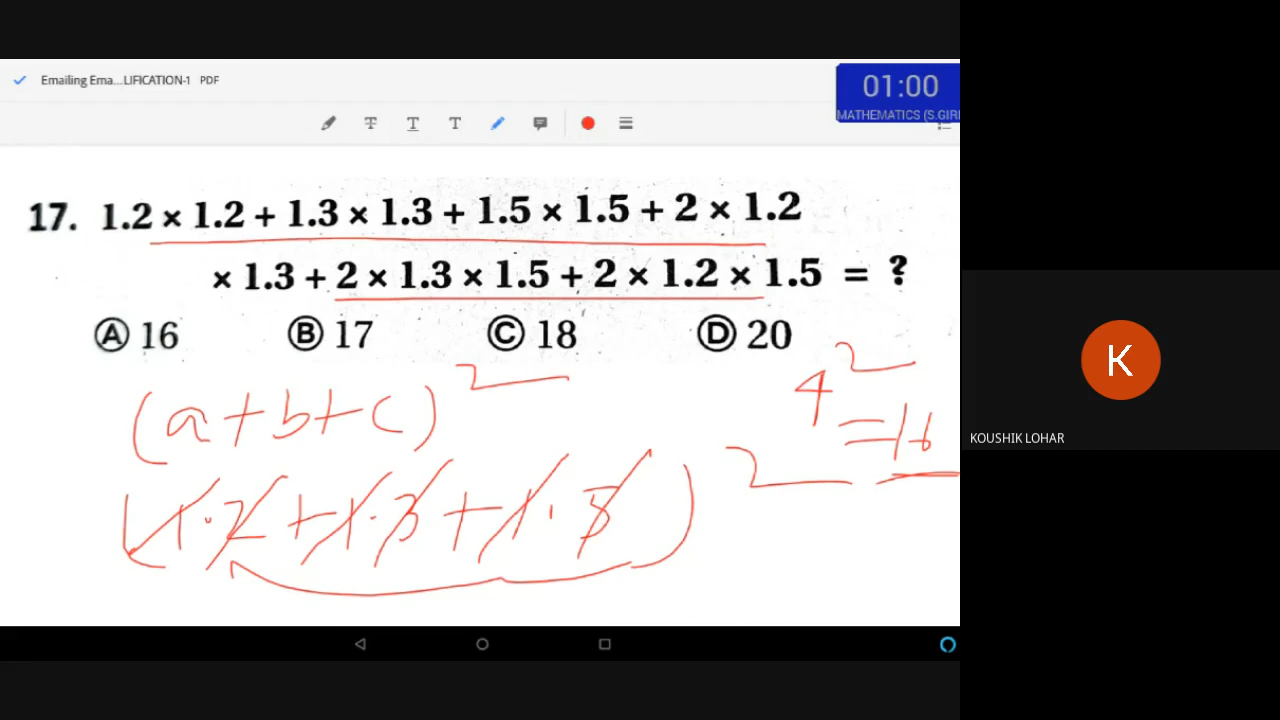 Emailing Ema...LIFICATION-1 PDF
01:00
MATHEMATICS (S.GIRI
17. 1.2 × 1.2 + 1.3 × 1.3 + 1.5 × 1.5 + 2 × 1.2
× 1.3 + 2 × 1.3 × 1.5 + 2 × 1.2 × 1.5 = ?
Ⓐ 16 Ⓑ 17 Ⓒ 18 Ⓓ 20
(a+b+c)²
4²
=16
(1.2+1.3+1.5)²
K
KOUSHIK LOHAR